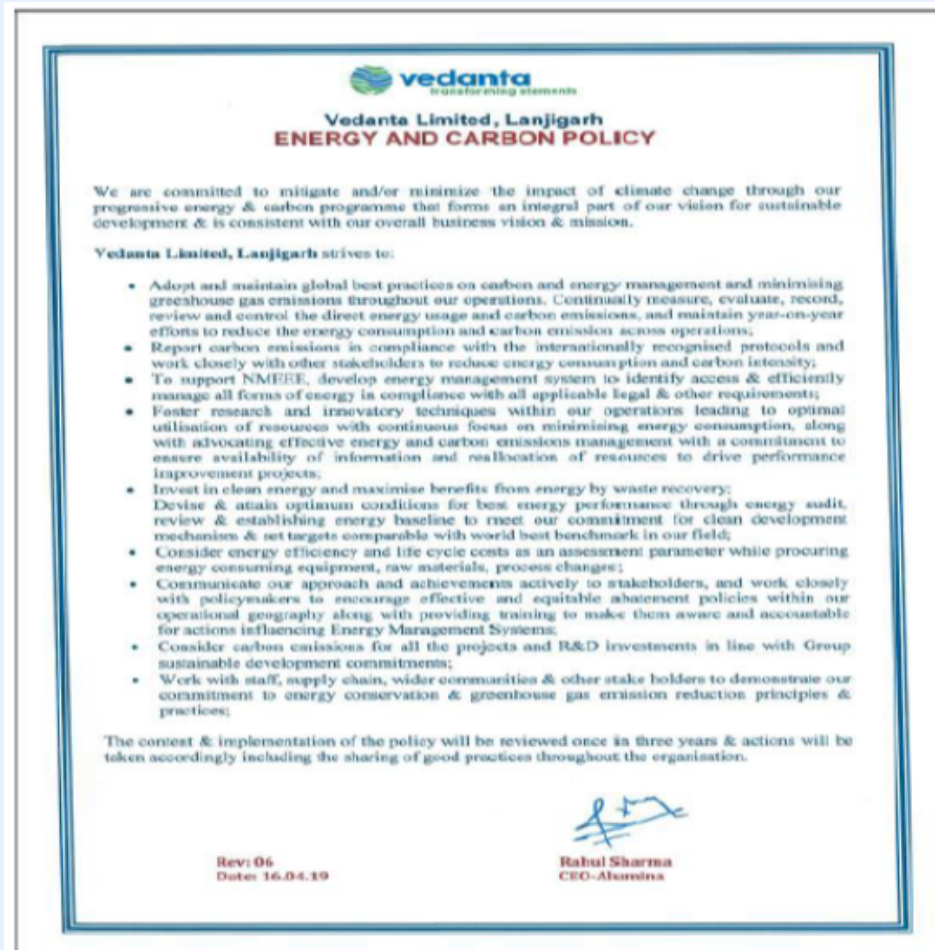 vedanta
transforming elements
Vedanta Limited, Lanjigarh
ENERGY AND CARBON POLICY
We are committed to mitigate and/or minimize the impact of climate change through our
progressive energy & carbon programme that forms an integral part of our vision for sustainable
development & is consistent with our overall business vision & mission.
Vedanta Limited, Lanjigarh strives to:
• Adopt and maintain global best practices on carbon and energy management and minimising
greenhouse gas emissions throughout our operations. Continually measure, evaluate, record,
review and control the direct energy usage and carbon emissions, and maintain year-on-year
efforts to reduce the energy consumption and carbon emission across operations;
• Report carbon emissions in compliance with the internationally recognised protocols and
work closely with other stakeholders to reduce energy consumption and carbon intensity;
• To support NMEEE, develop energy management system to identify access & efficiently
manage all forms of energy in compliance with all applicable legal & other requirements;
• Foster research and innovatory techniques within our operations leading to optimal
utilisation of resources with continuous focus on minimising energy consumption, along
with advocating effective energy and carbon emissions management with a commitment to
ensure availability of information and reallocation of resources to drive performance
improvement projects;
• Invest in clean energy and maximise benefits from energy by waste recovery;
Devise & attain optimum conditions for best energy performance through energy audit,
review & establishing energy baseline to meet our commitment for clean development
mechanism & set targets comparable with world best benchmark in our field;
• Consider energy efficiency and life cycle costs as an assessment parameter while procuring
energy consuming equipment, raw materials, process changes;
• Communicate our approach and achievements actively to stakeholders, and work closely
with policymakers to encourage effective and equitable abatement policies within our
operational geography along with providing training to make them aware and accountable
for actions influencing Energy Management Systems;
• Consider carbon emissions for all the projects and R&D investments in line with Group
sustainable development commitments;
• Work with staff, supply chain, wider communities & other stake holders to demonstrate our
commitment to energy conservation & greenhouse gas emission reduction principles &
practices;
The content & implementation of the policy will be reviewed once in three years & actions will be
taken accordingly including the sharing of good practices throughout the organisation.
Rev: 06
Date: 16.04.19
Rahul Sharma
CEO-Alumina